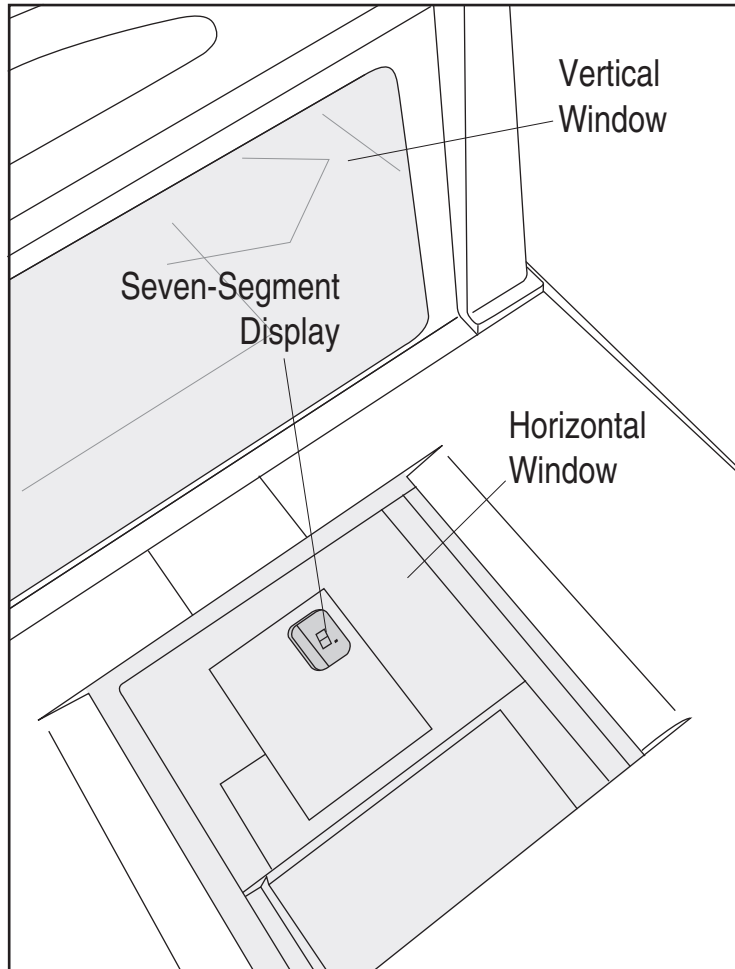 Vertical
Window
Seven-Segment
Display
Horizontal
Window